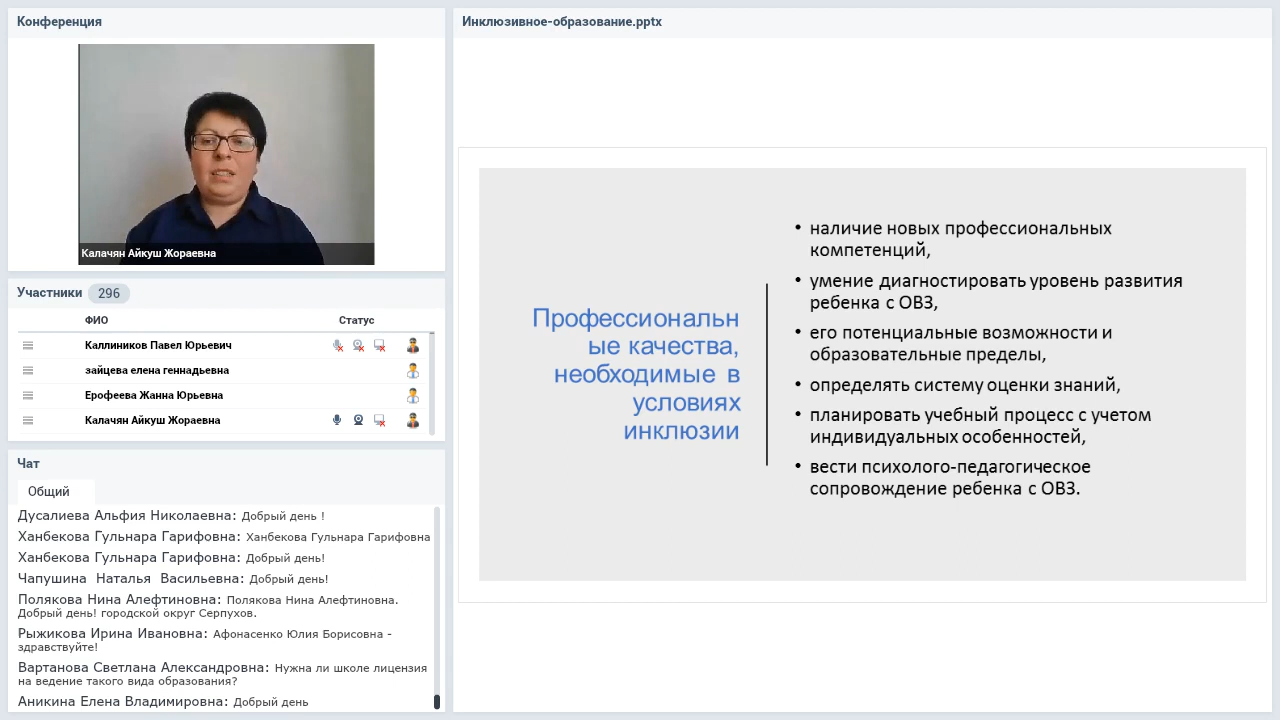 Конференция
Калачян Айкуш Жораевна
Участники 296
ФИО Статус
Каллиников Павел Юрьевич
зайцева елена геннадьевна
Ерофеева Жанна Юрьевна
Калачян Айкуш Жораевна
Чат
Общий
Дусалиева Альфия Николаевна: Добрый день !
Ханбекова Гульнара Гарифовна: Ханбекова Гульнара Гарифовна
Ханбекова Гульнара Гарифовна: Добрый день!
Чапушина Наталья Васильевна: Добрый день!
Полякова Нина Алефтиновна: Полякова Нина Алефтиновна.
Добрый день! городской округ Серпухов.
Рыжикова Ирина Ивановна: Афонасенко Юлия Борисовна -
здравствуйте!
Вартанова Светлана Александровна: Нужна ли школе лицензия
на ведение такого вида образования?
Аникина Елена Владимировна: Добрый день
Инклюзивное-образование.pptx
Профессиональн
ые качества,
необходимые в
условиях
инклюзии
• наличие новых профессиональных
компетенций,
• умение диагностировать уровень развития
ребенка с ОВЗ,
• его потенциальные возможности и
образовательные пределы,
• определять систему оценки знаний,
• планировать учебный процесс с учетом
индивидуальных особенностей,
• вести психолого-педагогическое
сопровождение ребенка с ОВЗ.